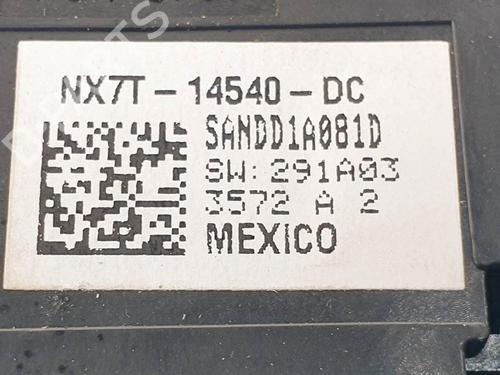 NX7T-14540-DC
SANDD1A081D
SW:291A03
3572 A 2
MEXICO